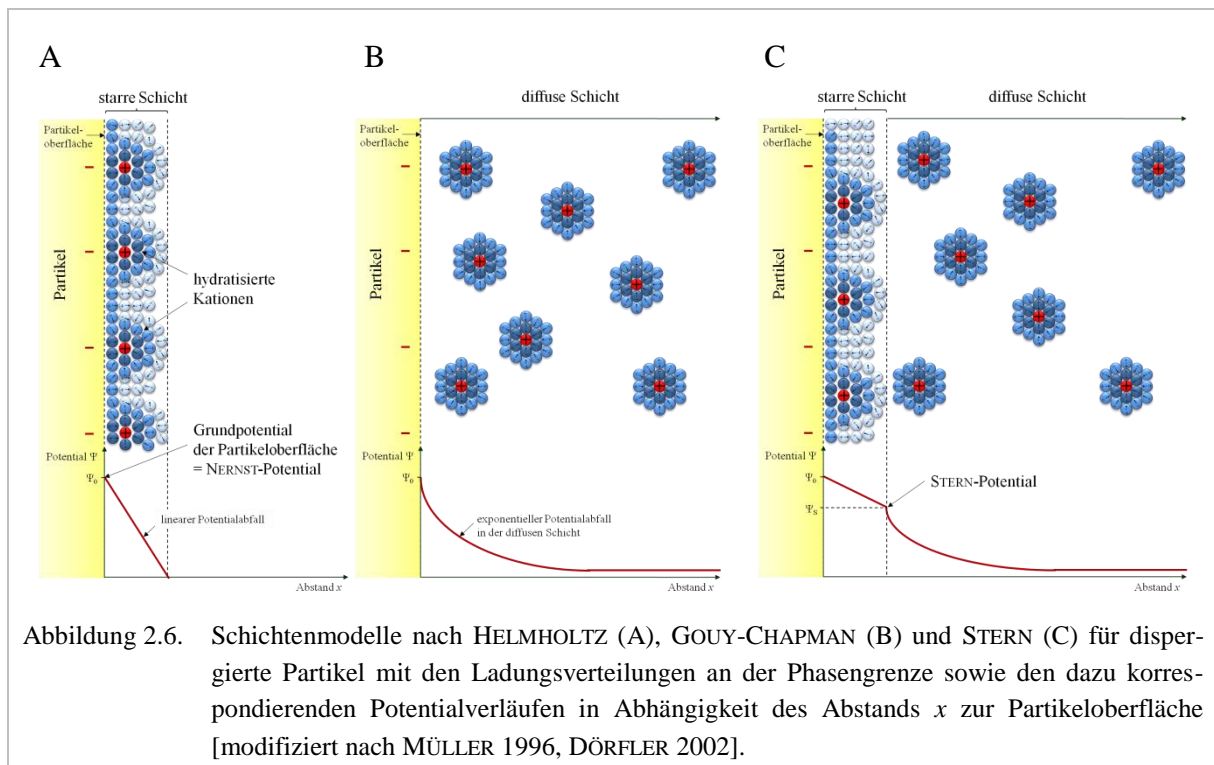 A
starre Schicht
Partikel-
oberfläche
Partikel
hydratisierte
Kationen
Grundpotential
der Partikeloberfläche
= NERNST-Potential
Potential Ψ
Ψ₀
linearer Potentialabfall
Abstand x
B
diffuse Schicht
Partikel-
oberfläche
Partikel
Potential Ψ
Ψ₀
exponentieller Potentialabfall
in der diffusen Schicht
Abstand x
C
starre Schicht
diffuse Schicht
Partikel-
oberfläche
Partikel
Potential Ψ
Ψ₀
Ψₛ
STERN-Potential
Abstand x
Abbildung 2.6. Schichtenmodelle nach HELMHOLTZ (A), GOUY-CHAPMAN (B) und STERN (C) für disper-
gierte Partikel mit den Ladungsverteilungen an der Phasengrenze sowie den dazu korres-
pondierenden Potentialverläufen in Abhängigkeit des Abstands x zur Partikeloberfläche
[modifiziert nach MÜLLER 1996, DÖRFLER 2002].